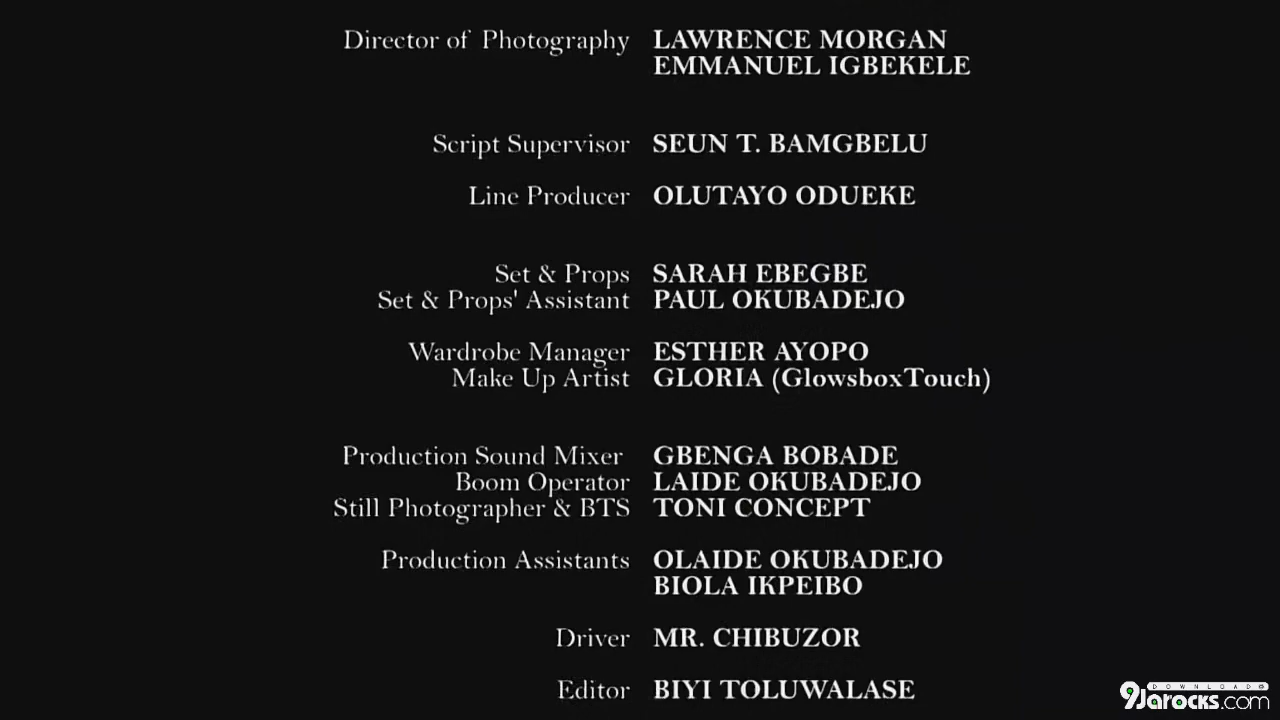 Director of Photography LAWRENCE MORGAN
EMMANUEL IGBEKELE
Script Supervisor SEUN T. BAMGBELU
Line Producer OLUTAYO ODUEKE
Set & Props SARAH EBEGBE
Set & Props' Assistant PAUL OKUBADEJO
Wardrobe Manager ESTHER AYOPO
Make Up Artist GLORIA (GlowsboxTouch)
Production Sound Mixer GBENGA BOBADE
Boom Operator LAIDE OKUBADEJO
Still Photographer & BTS TONI CONCEPT
Production Assistants OLAIDE OKUBADEJO
BIOLA IKPEIBO
Driver MR. CHIBUZOR
Editor BIYI TOLUWALASE
DOWNLOAD@
9Jarocks.com